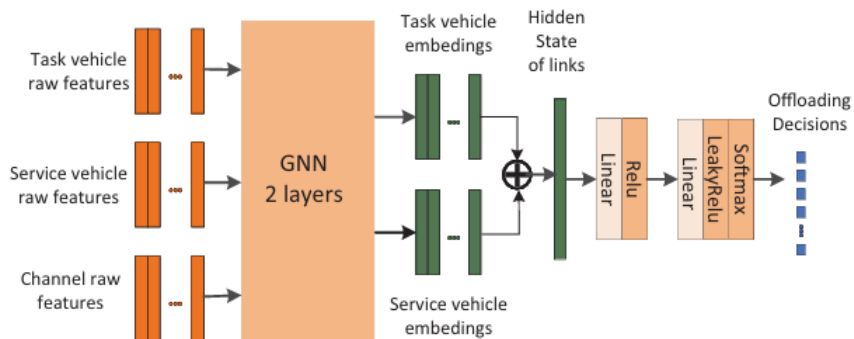 Task vehicle
raw features
Service vehicle
raw features
Channel raw
features
GNN
2 layers
Task vehicle
embedings
Service vehicle
embedings
Hidden
State
of links
Linear
Relu
Linear
LeakyRelu
Softmax
Offloading
Decisions